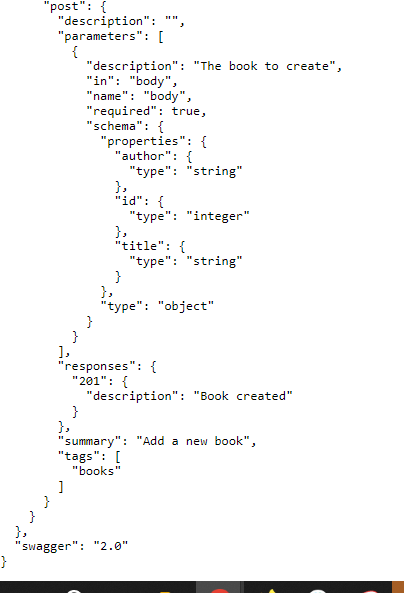 "post": {
"description": "",
"parameters": [
{
"description": "The book to create",
"in": "body",
"name": "body",
"required": true,
"schema": {
"properties": {
"author": {
"type": "string"
},
"id": {
"type": "integer"
},
"title": {
"type": "string"
}
},
"type": "object"
}
}
],
"responses": {
"201": {
"description": "Book created"
}
},
"summary": "Add a new book",
"tags": [
"books"
]
}
}
},
"swagger": "2.0"
}